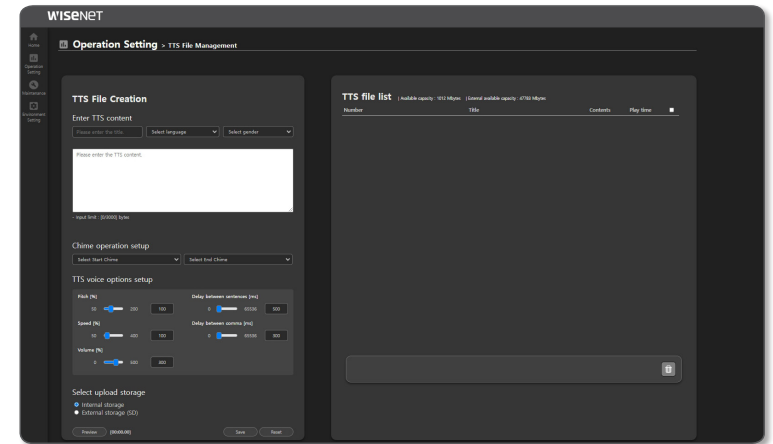 WISENET
Home
Operation Setting > TTS File Management
Operation
Setting
Maintenance
Environment
Setting
TTS File Creation
Enter TTS content
Please enter the title Select language Select gender
Please enter the TTS content.
- Input limit : [0/3000] bytes
Chime operation setup
Select Start Chime Select End Chime
TTS voice options setup
Pitch [%] Delay between sentences [ms]
50 200 100 0 65535 500
Speed [%] Delay between comma [ms]
50 400 100 0 65535
Volume [%]
0 500 300
Select upload storage
Internal storage
External storage (SD)
Preview [00:00.00] Save Reset
TTS file list | Available capacity : 1012 Mbytes | External available capacity : 47783 Mbytes
Number Title Contents Play time